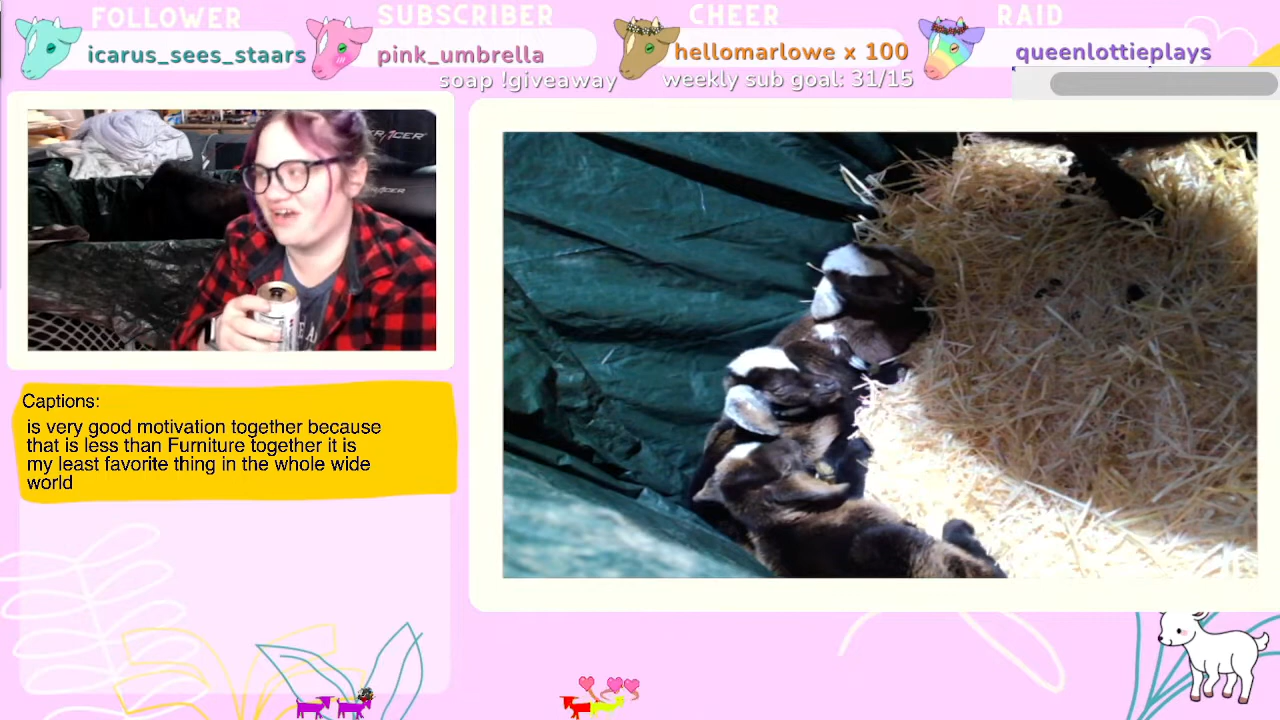 FOLLOWER
icarus_sees_staars
SUBSCRIBER
pink_umbrella
CHEER
hellomarlowe x 100
RAID
queenlottieplays
soap !giveaway
weekly sub goal: 31/15
Captions:
is very good motivation together because
that is less than Furniture together it is
my least favorite thing in the whole wide
world